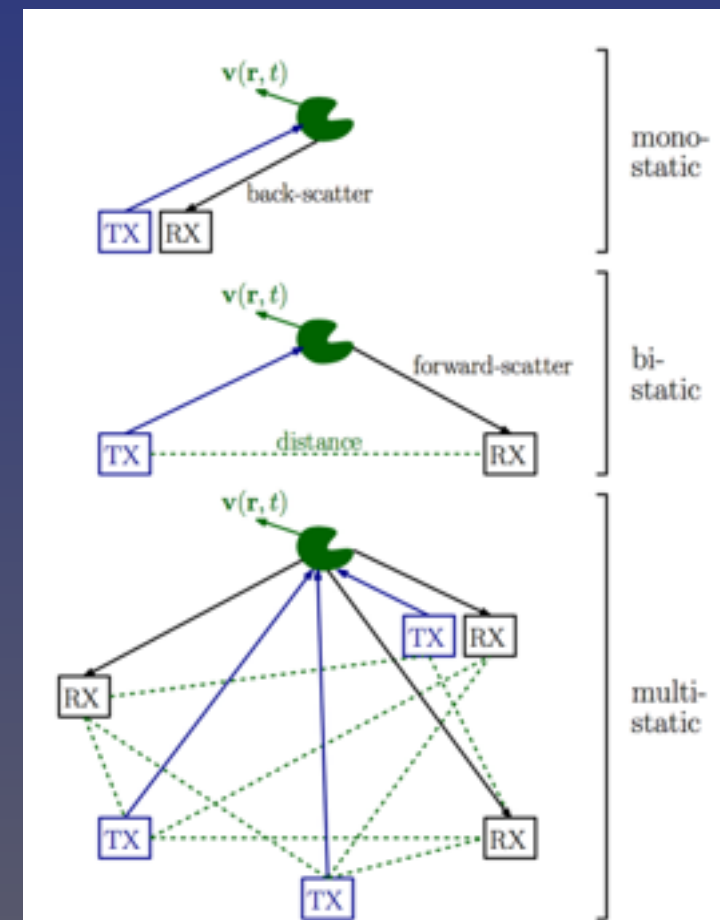 v(r, t)
mono-
static
back-scatter
TX RX
v(r, t)
forward-scatter
bi-
static
distance
TX RX
v(r, t)
TX RX
RX
multi-
static
TX RX
TX